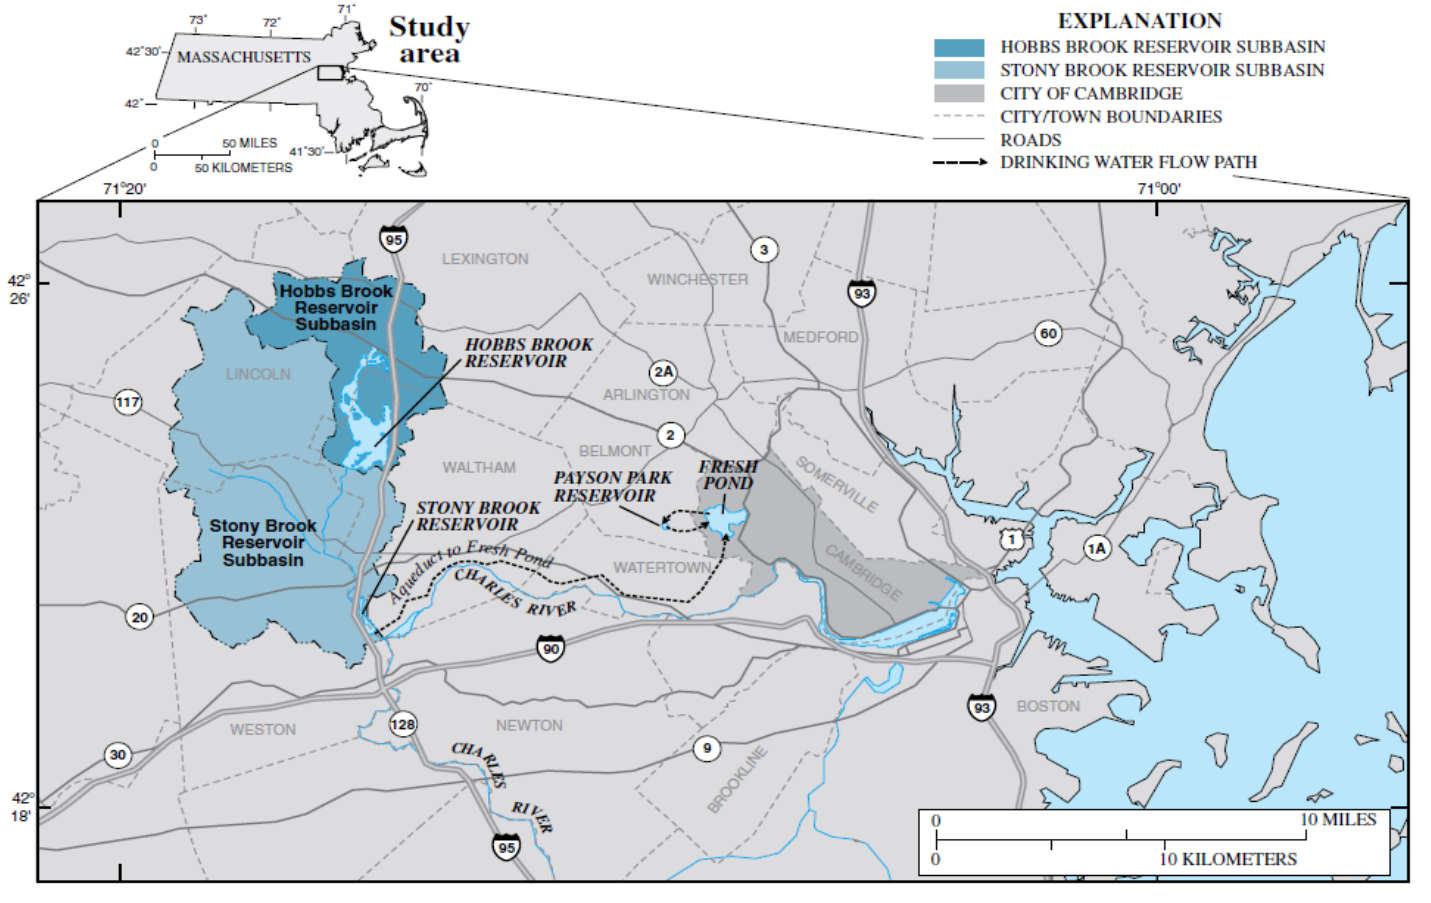 73°
72°
71°
Study
area
42°30'
MASSACHUSETTS
42°
70°
0
50 MILES
0
50 KILOMETERS
41°30'
EXPLANATION
HOBBS BROOK RESERVOIR SUBBASIN
STONY BROOK RESERVOIR SUBBASIN
CITY OF CAMBRIDGE
CITY/TOWN BOUNDARIES
ROADS
DRINKING WATER FLOW PATH
71°20'
71°00'
95
LEXINGTON
3
WINCHESTER
42°
26'
93
Hobbs Brook
Reservoir
Subbasin
MEDFORD
60
HOBBS BROOK
RESERVOIR
LINCOLN
2A
ARLINGTON
117
2
BELMONT
WALTHAM
FRESH
POND
PAYSON PARK
RESERVOIR
SOMERVILLE
STONY BROOK
RESERVOIR
Stony Brook
Reservoir
Subbasin
1
1A
Aqueduct to Fresh Pond
WATERTOWN
CAMBRIDGE
CHARLES RIVER
20
90
93
BOSTON
WESTON
128
NEWTON
30
9
BROOKLINE
CHARLES
RIVER
42°
18'
95
0
10 MILES
0
10 KILOMETERS